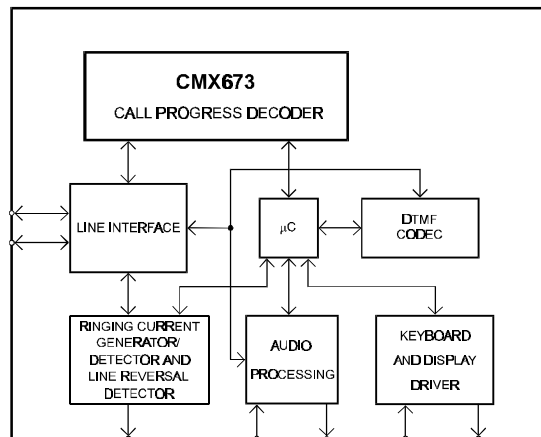 CMX673
CALL PROGRESS DECODER
LINE INTERFACE
µC
DTMF
CODEC
RINGING CURRENT
GENERATOR/
DETECTOR AND
LINE REVERSAL
DETECTOR
AUDIO
PROCESSING
KEYBOARD
AND DISPLAY
DRIVER